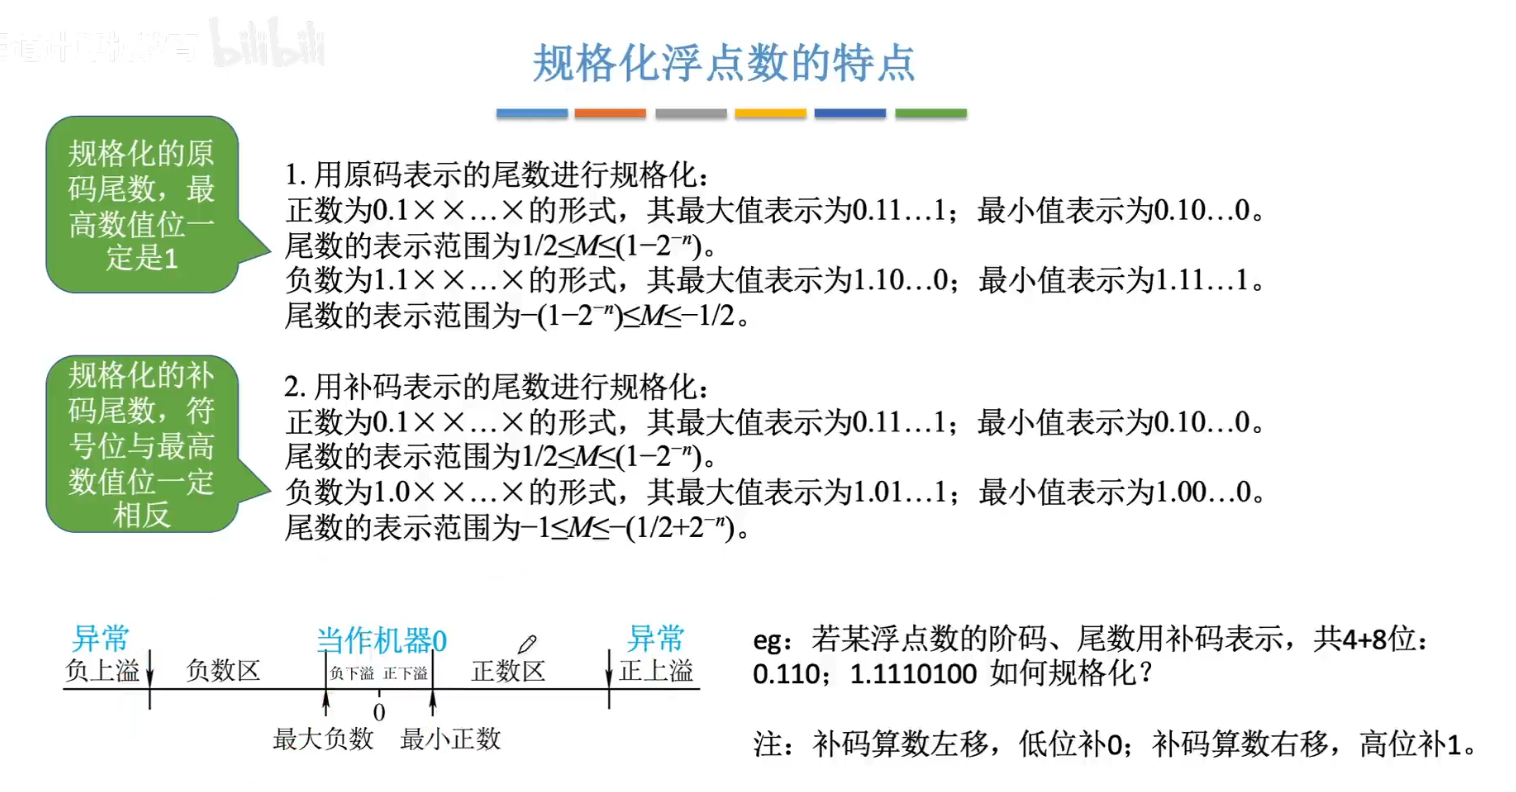 bilibili
规格化浮点数的特点
规格化的原
码尾数，最
高数值位一
定是1
1. 用原码表示的尾数进行规格化：
正数为0.1××…×的形式，其最大值表示为0.11…1；最小值表示为0.10…0。
尾数的表示范围为1/2≤M≤(1−2⁻ⁿ)。
负数为1.1××…×的形式，其最大值表示为1.10…0；最小值表示为1.11…1。
尾数的表示范围为−(1−2⁻ⁿ)≤M≤−1/2。
规格化的补
码尾数，符
号位与最高
数值位一定
相反
2. 用补码表示的尾数进行规格化：
正数为0.1××…×的形式，其最大值表示为0.11…1；最小值表示为0.10…0。
尾数的表示范围为1/2≤M≤(1−2⁻ⁿ)。
负数为1.0××…×的形式，其最大值表示为1.01…1；最小值表示为1.00…0。
尾数的表示范围为−1≤M≤−(1/2+2⁻ⁿ)。
异常 当作机器0 异常
负上溢 负数区 负下溢 正下溢 正数区 正上溢
0
最大负数 最小正数
eg：若某浮点数的阶码、尾数用补码表示，共4+8位：
0.110；1.1110100 如何规格化？
注：补码算数左移，低位补0；补码算数右移，高位补1。